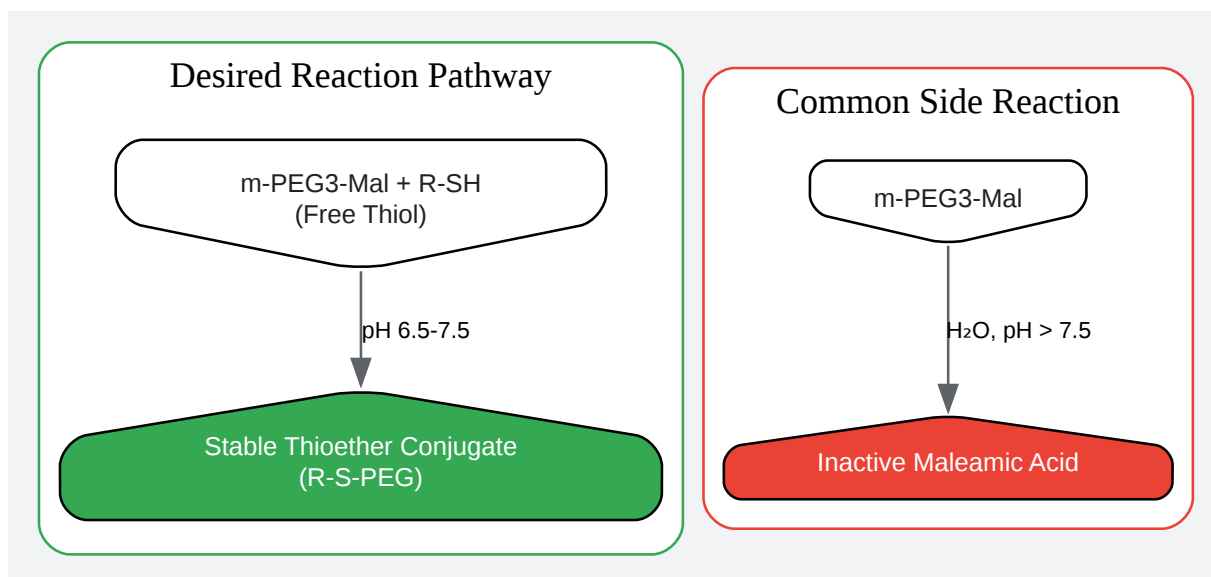 Desired Reaction Pathway
m-PEG3-Mal + R-SH
(Free Thiol)
pH 6.5-7.5
Stable Thioether Conjugate
(R-S-PEG)
Common Side Reaction
m-PEG3-Mal
H₂O, pH > 7.5
Inactive Maleamic Acid